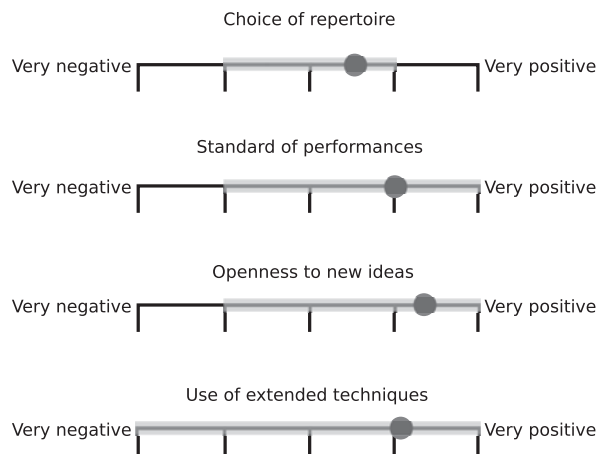 Choice of repertoire
Very negative Very positive
Standard of performances
Very negative Very positive
Openness to new ideas
Very negative Very positive
Use of extended techniques
Very negative Very positive